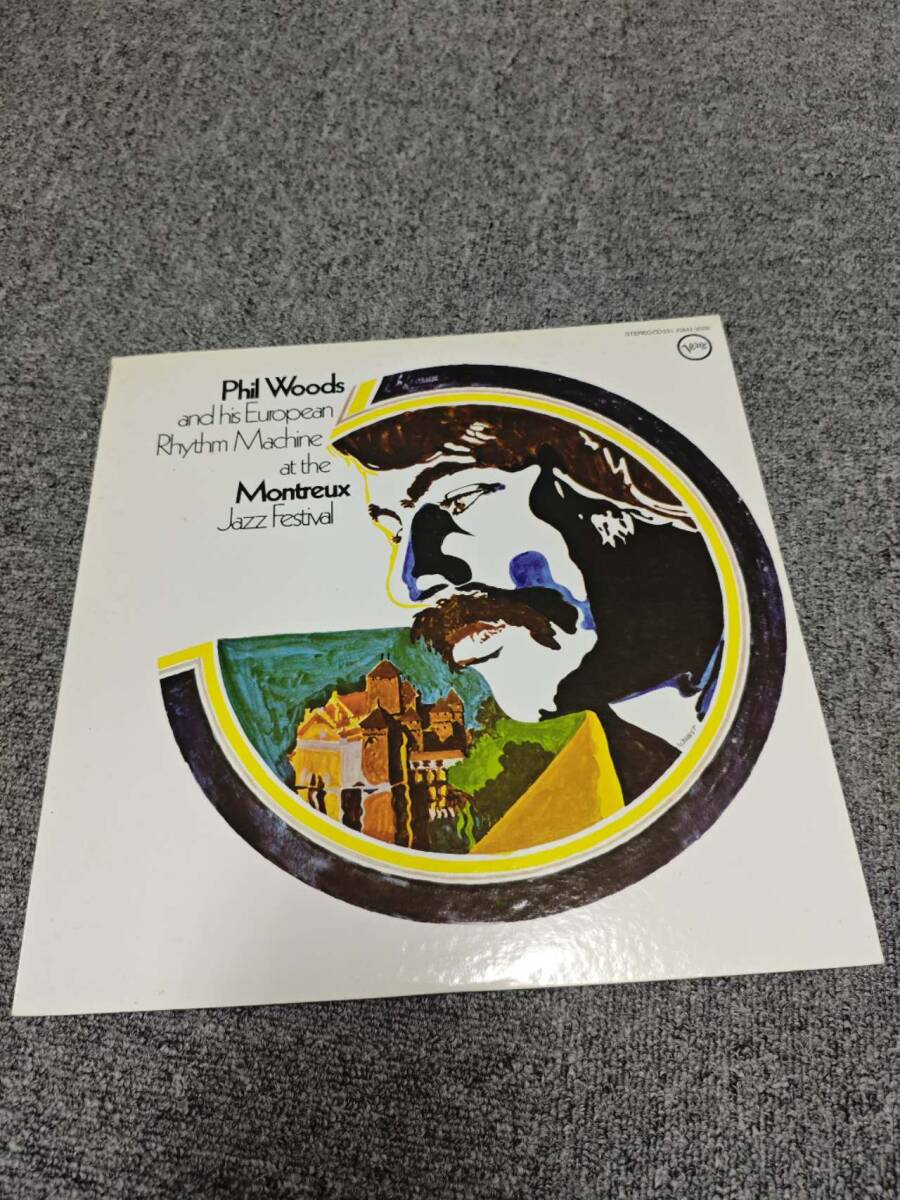 Phil Woods
and his European
Rhythm Machine
at the
Montreux
Jazz Festival
Verve